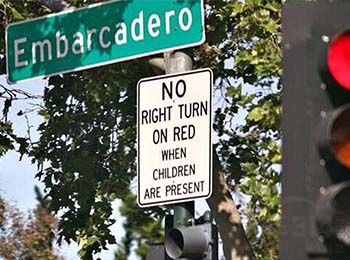 Embarcadero
NO
RIGHT TURN
ON RED
WHEN
CHILDREN
ARE PRESENT